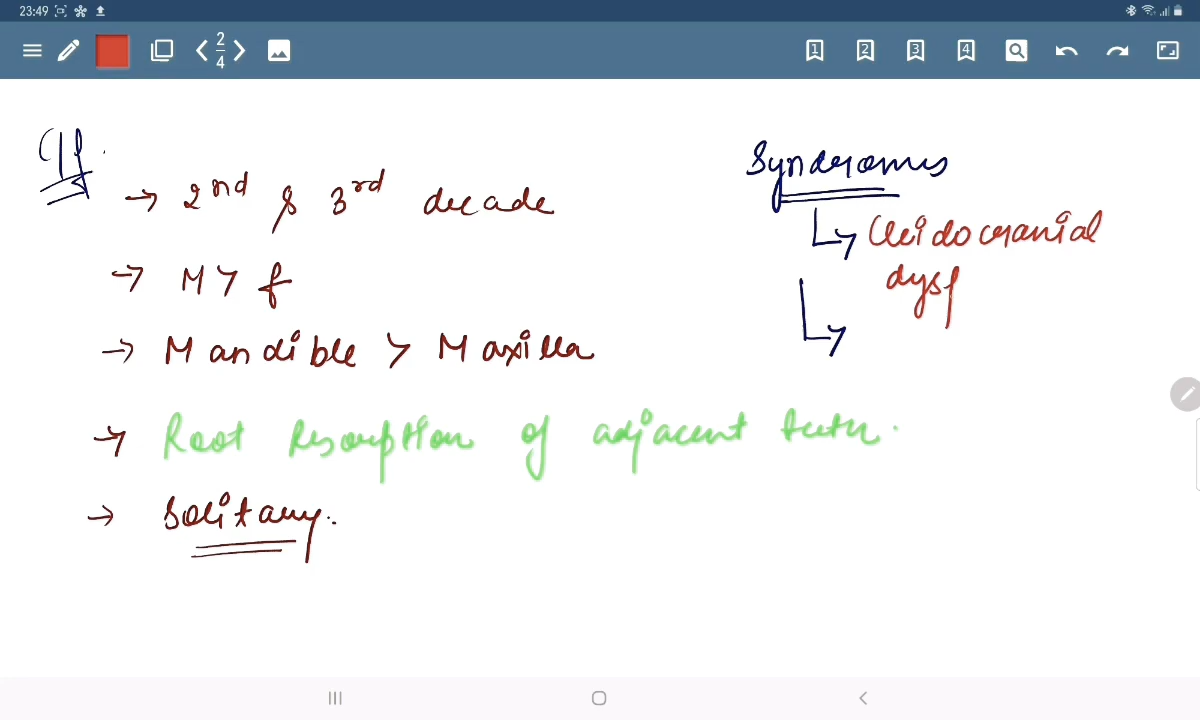 23:49
2
4
1
2
3
4
C/f.
→ 2nd & 3rd decade
→ M > f
→ Mandible > Maxilla
→ Root Resorption of adjacent teeth.
→ Solitary.
Syndromes
↳ Cleidocranial
dysp
↳